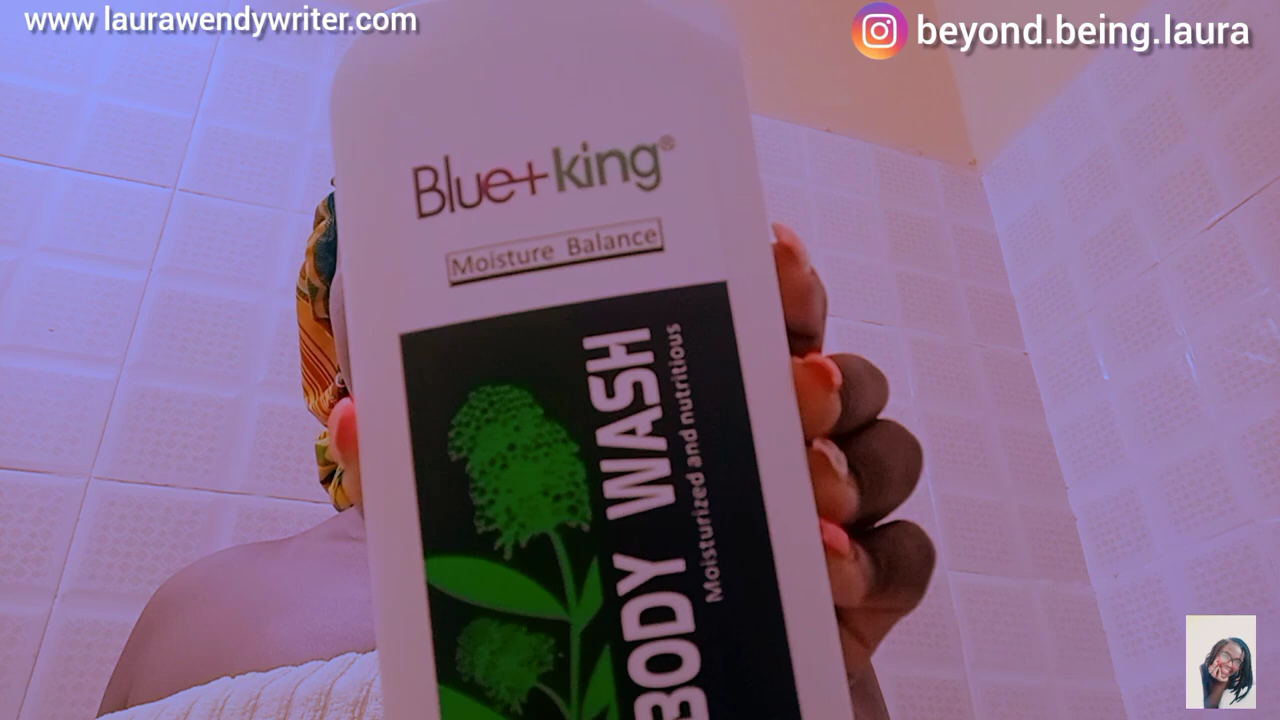 www.laurawendywriter.com
beyond.being.laura
Blue+king®
Moisture Balance
BODY WASH
Moisturized and nutritious